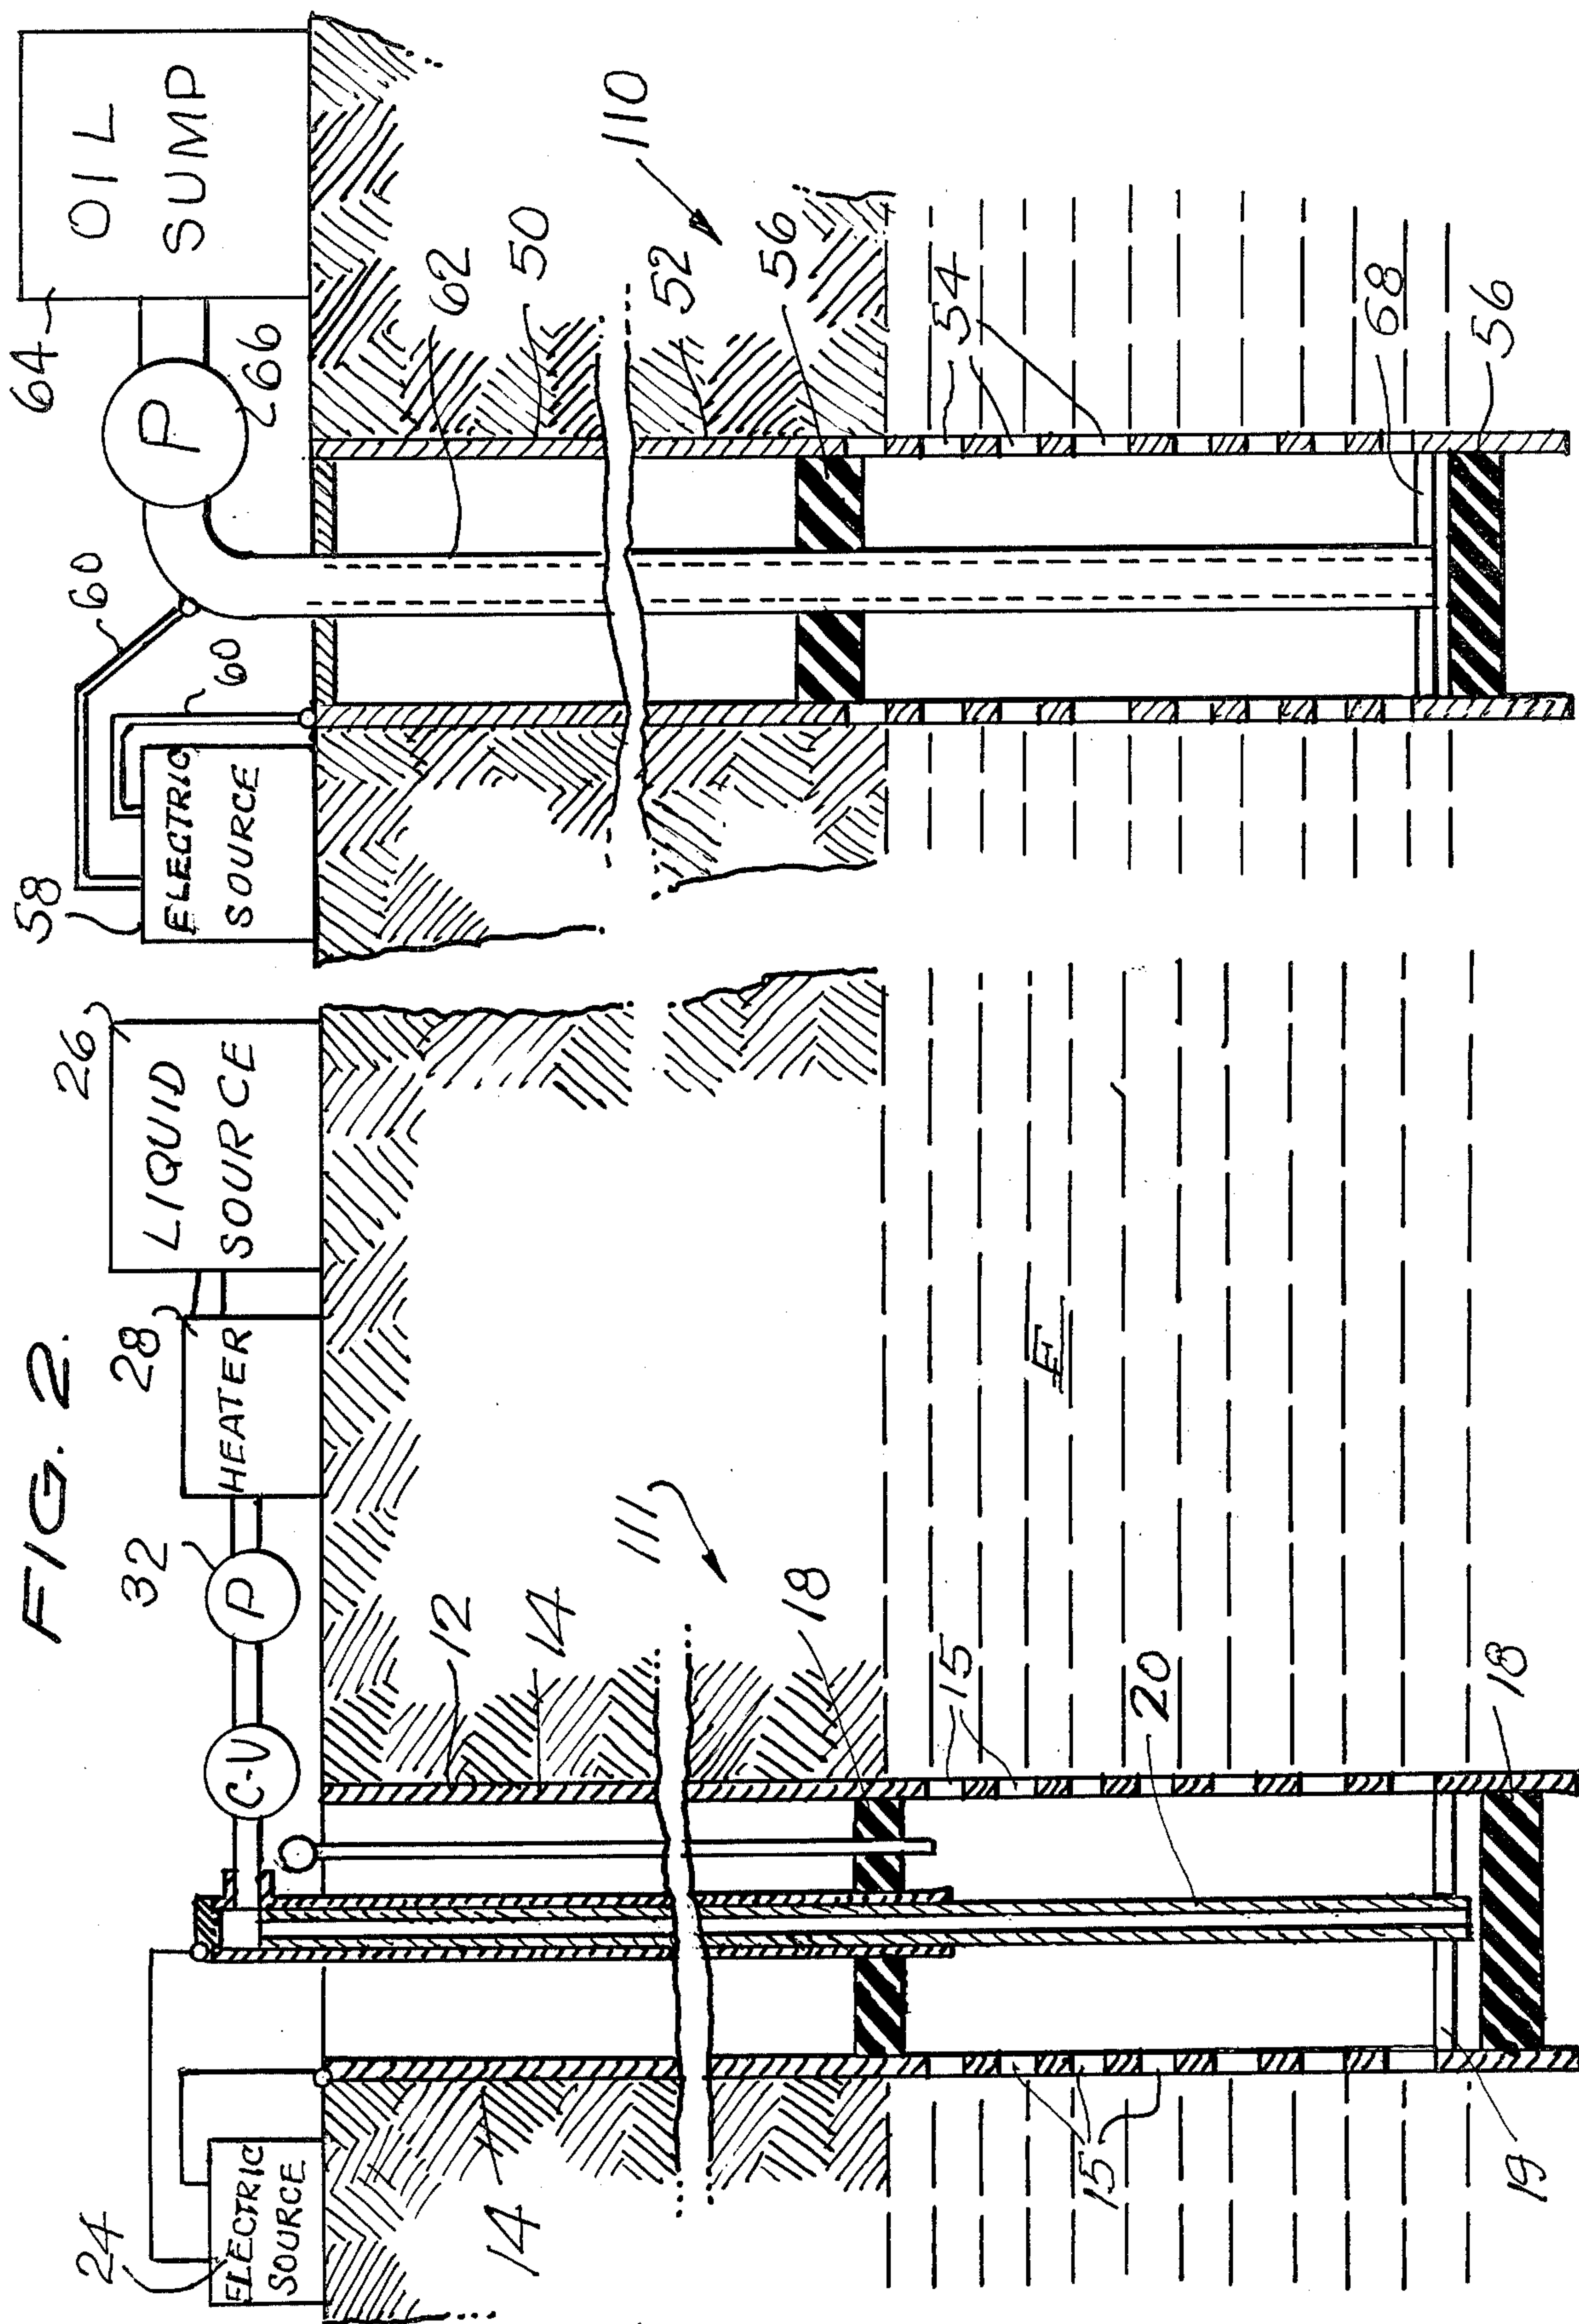 FIG. 2.
24
ELECTRIC
SOURCE
C-V
32
P
28
HEATER
26
LIQUID
SOURCE
58
ELECTRIC
SOURCE
60
60
P
66
64
OIL
SUMP
14
12
14
111
18
15
15
20
18
19
E
62
50
52
110
56
54
68
56